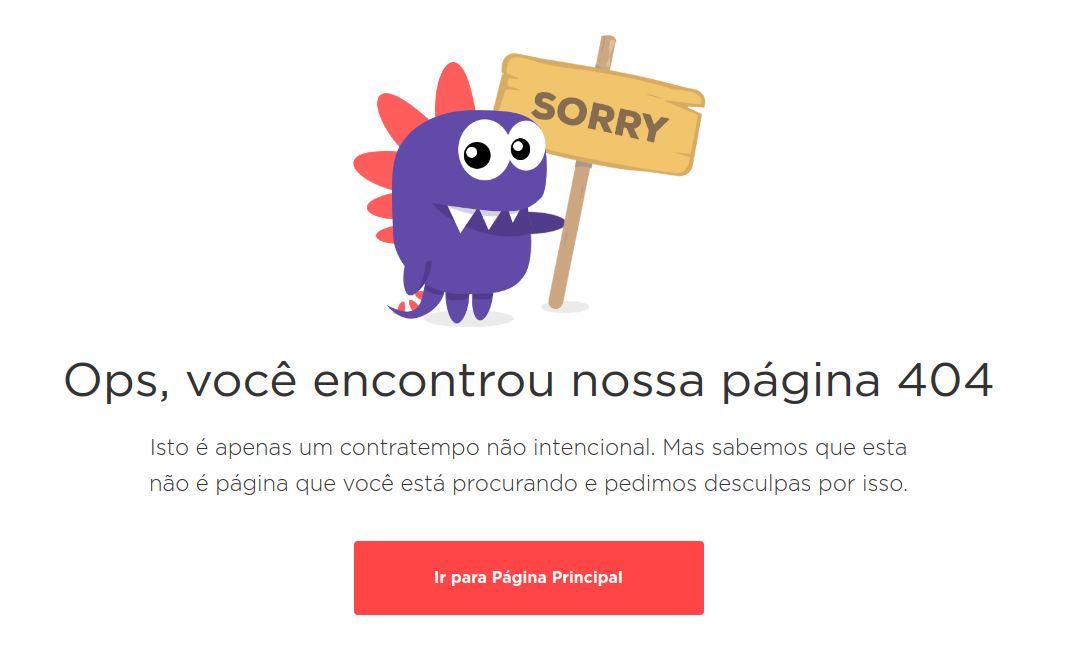 SORRY
Ops, você encontrou nossa página 404
Isto é apenas um contratempo não intencional. Mas sabemos que esta
não é página que você está procurando e pedimos desculpas por isso.
Ir para Página Principal